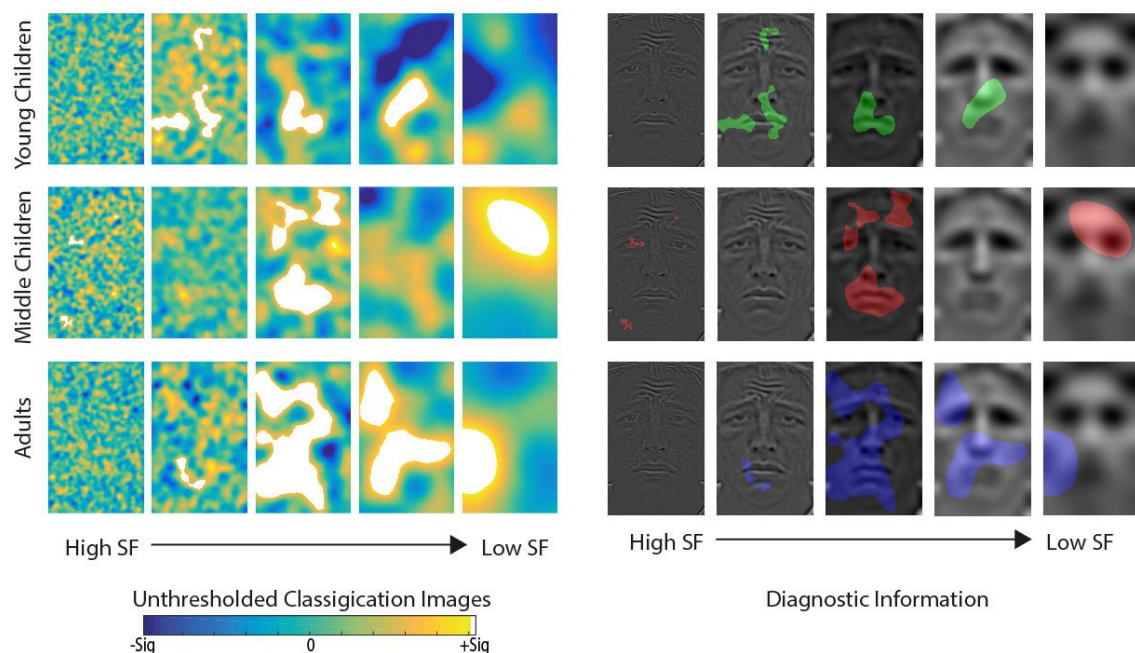 Young Children
Middle Children
Adults
High SF
Low SF
High SF
Low SF
Unthresholded Classigication Images
-Sig
0
+Sig
Diagnostic Information